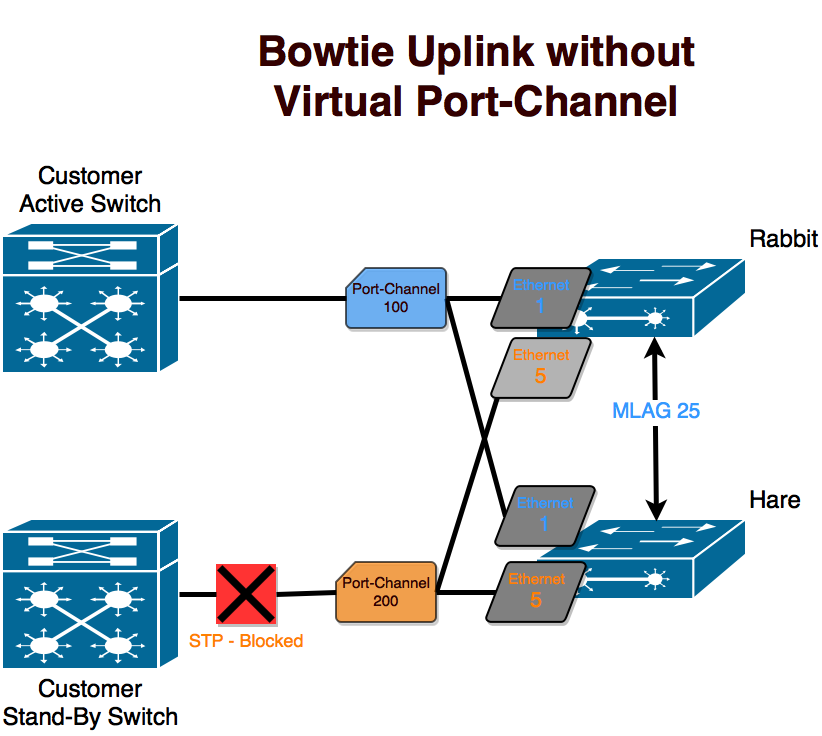 Bowtie Uplink without
Virtual Port-Channel
Customer
Active Switch
Rabbit
Port-Channel
100
Ethernet
1
Ethernet
5
MLAG 25
Ethernet
1
Hare
Port-Channel
200
Ethernet
5
STP - Blocked
Customer
Stand-By Switch